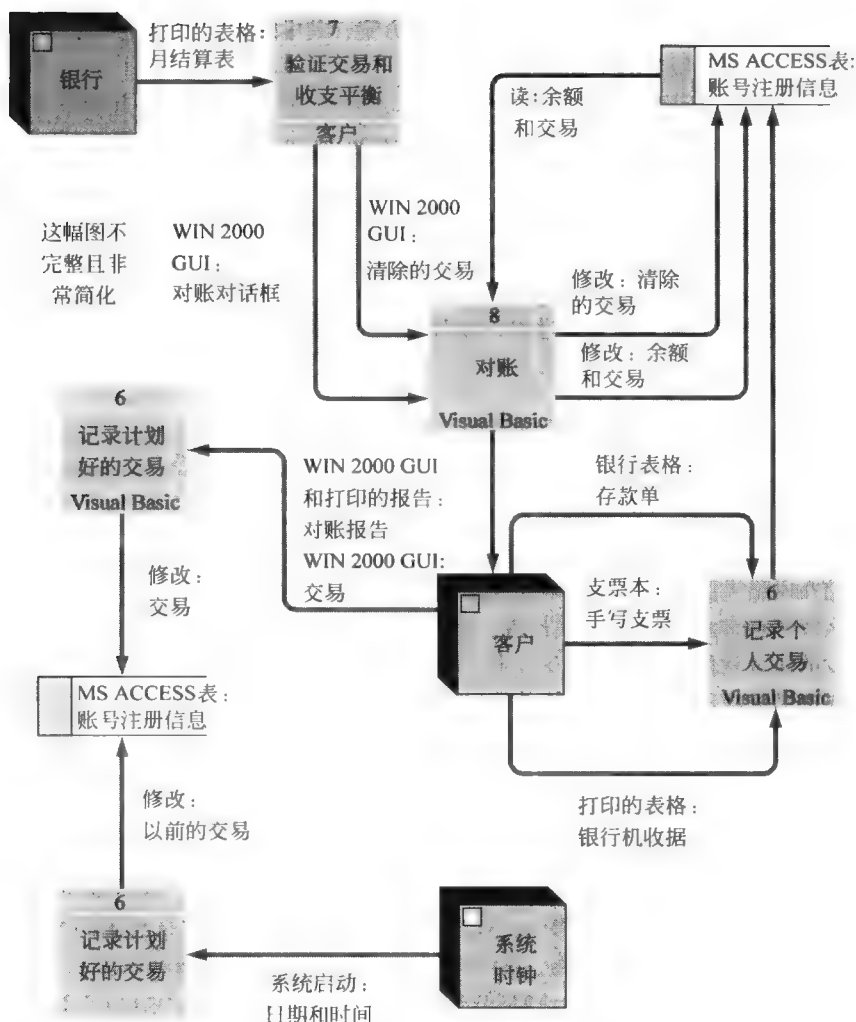 银行
打印的表格：
月结算表
7
验证交易和
收支平衡
客户
MS ACCESS表:
账号注册信息
读:余额
和交易
这幅图不
完整且非
常简化
WIN 2000
GUI：
对账对话框
WIN 2000
GUI：
清除的交易
修改：清除
的交易
8
对账
Visual Basic
修改：余额
和交易
6
记录计划
好的交易
Visual Basic
WIN 2000 GUI
和打印的报告：
对账报告
WIN 2000 GUI:
交易
银行表格：
存款单
修改：
交易
客户
支票本：
手写支票
6
记录个
人交易
Visual Basic
MS ACCESS表：
账号注册信息
修改：
以前的交易
打印的表格：
银行机收据
6
记录计划
好的交易
系统启动：
日期和时间
系统
时钟